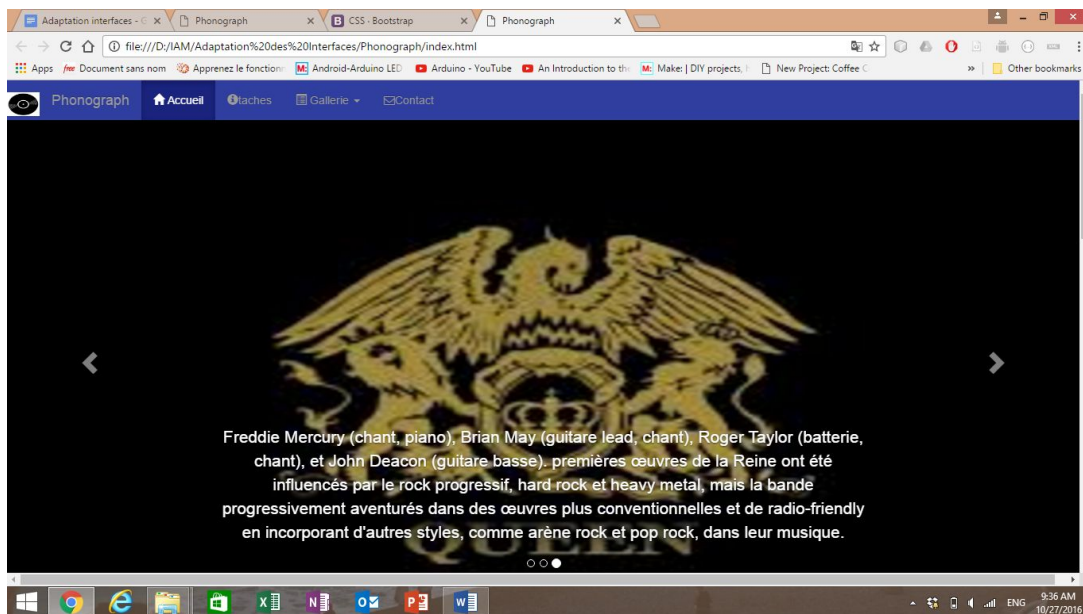 Adaptation interfaces - G
Phonograph
CSS · Bootstrap
Phonograph
file:///D:/IAM/Adaptation%20des%20Interfaces/Phonograph/index.html
Apps
free Document sans nom
Apprenez le fonctionn
M: Android-Arduino LED
Arduino - YouTube
An Introduction to th
M: Make: | DIY projects, h
New Project: Coffee C
»
Other bookmarks
Phonograph
Accueil
taches
Gallerie
Contact
Freddie Mercury (chant, piano), Brian May (guitare lead, chant), Roger Taylor (batterie,
chant), et John Deacon (guitare basse). premières œuvres de la Reine ont été
influencés par le rock progressif, hard rock et heavy metal, mais la bande
progressivement aventurés dans des œuvres plus conventionnelles et de radio-friendly
en incorporant d'autres styles, comme arène rock et pop rock, dans leur musique.
QUEEN
ENG
9:36 AM
10/27/2016